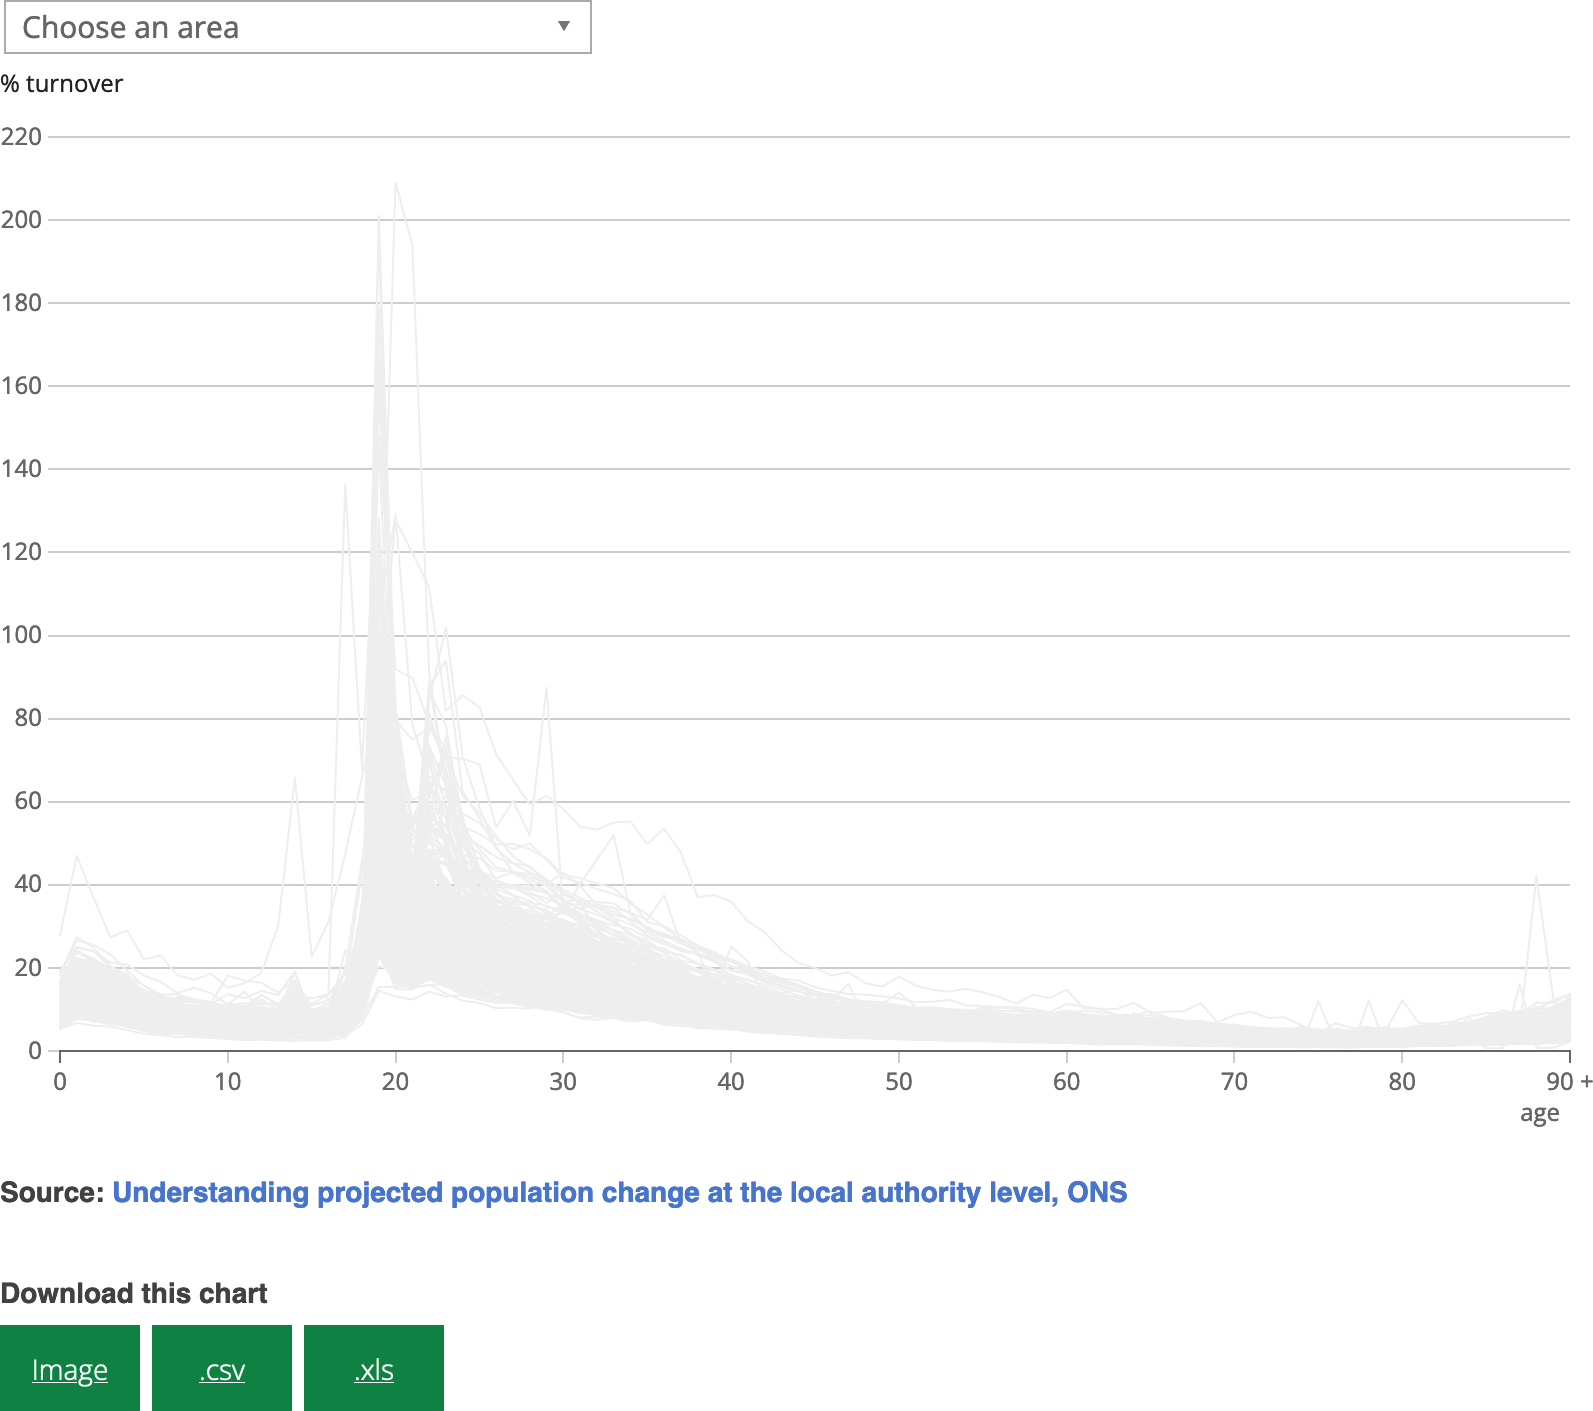 Choose an area
% turnover
220
200
180
160
140
120
100
80
60
40
20
0
0 10 20 30 40 50 60 70 80 90 +
age
Source: Understanding projected population change at the local authority level, ONS
Download this chart
Image .csv .xls